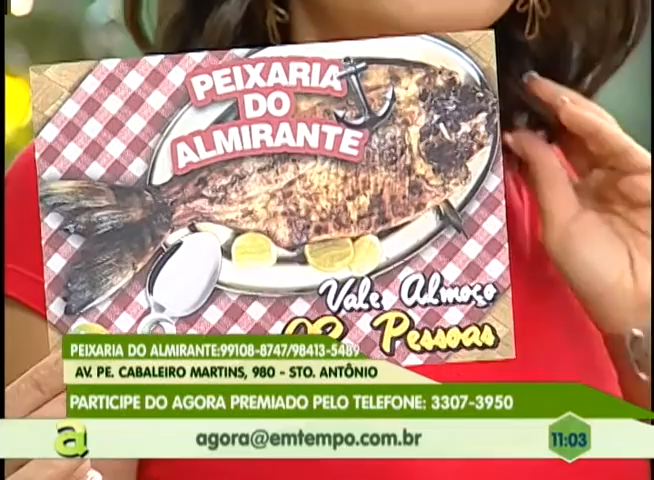 PEIXARIA
DO
ALMIRANTE
Vale Almoço
Pessoas
PEIXARIA DO ALMIRANTE:99108-8747/98413-5489
AV. PE. CABALEIRO MARTINS, 980 - STO. ANTÔNIO
PARTICIPE DO AGORA PREMIADO PELO TELEFONE: 3307-3950
a agora@emtempo.com.br 11:03